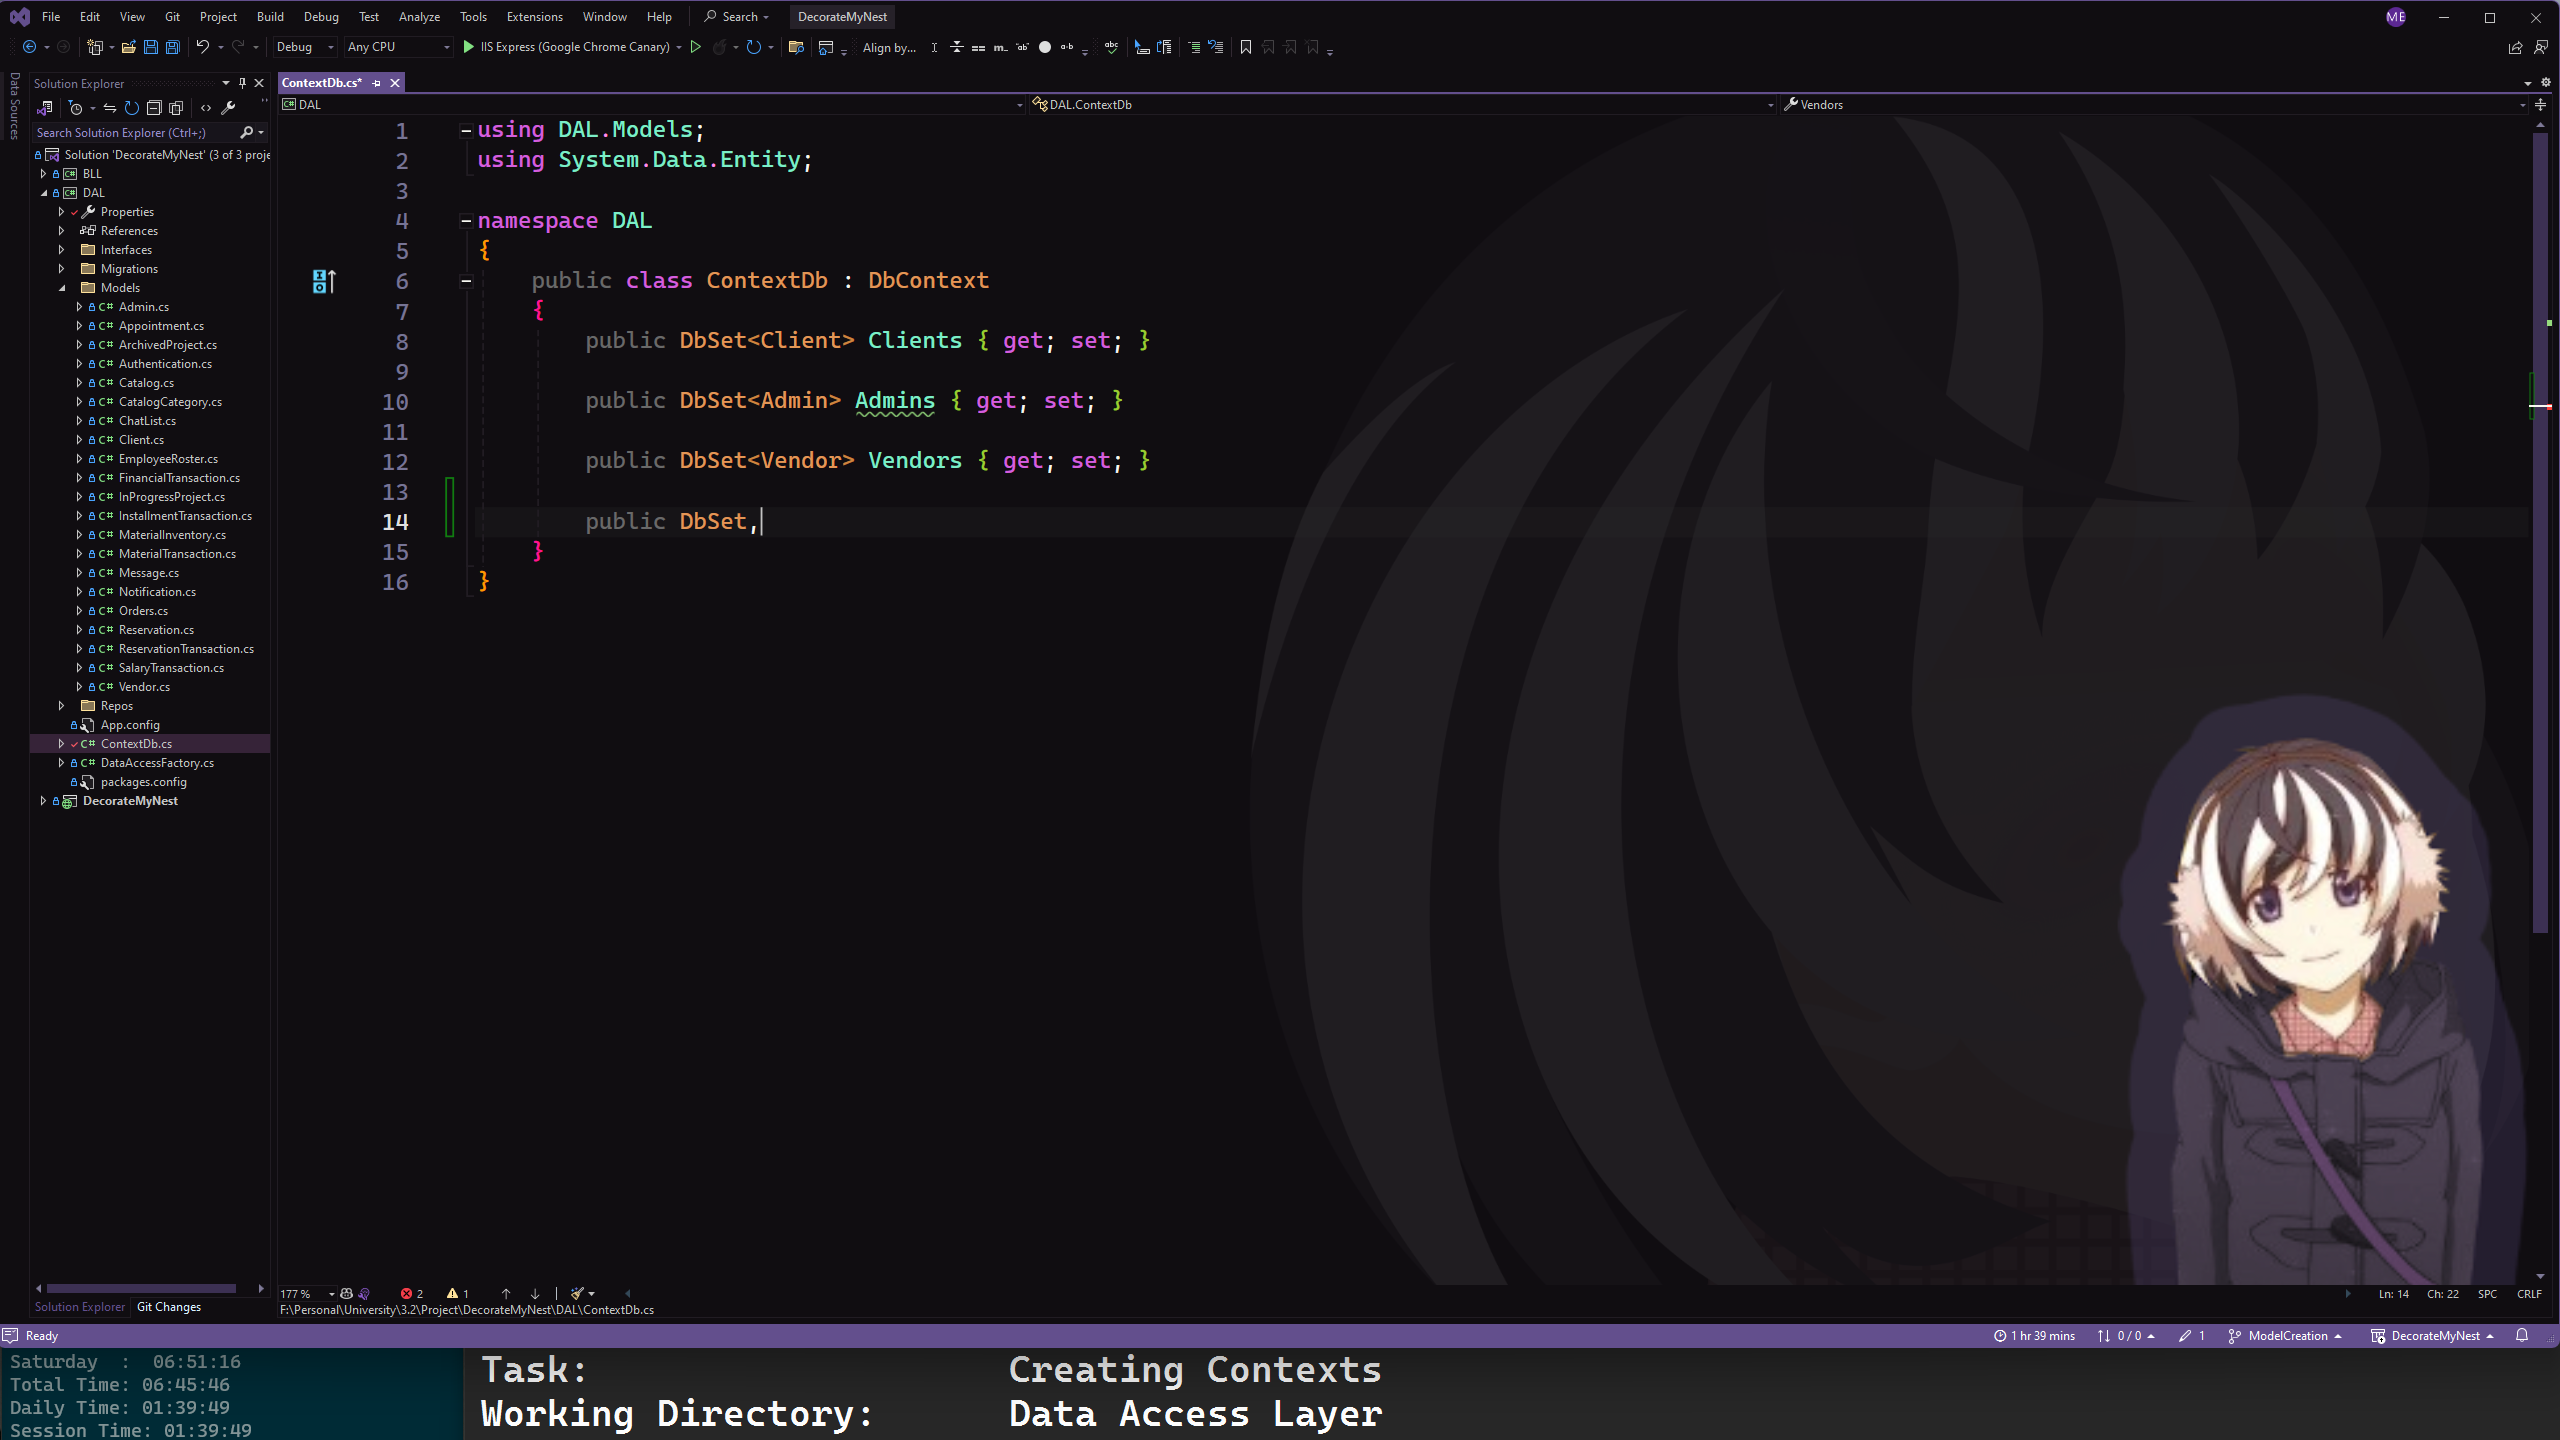 File Edit View Git Project Build Debug Test Analyze Tools Extensions Window Help Search DecorateMyNest ME
Debug Any CPU IIS Express (Google Chrome Canary) Align by...
Data Sources
Solution Explorer
Search Solution Explorer (Ctrl+;)
Solution 'DecorateMyNest' (3 of 3 proje
C# BLL
C# DAL
Properties
References
Interfaces
Migrations
Models
C# Admin.cs
C# Appointment.cs
C# ArchivedProject.cs
C# Authentication.cs
C# Catalog.cs
C# CatalogCategory.cs
C# ChatList.cs
C# Client.cs
C# EmployeeRoster.cs
C# FinancialTransaction.cs
C# InProgressProject.cs
C# InstallmentTransaction.cs
C# MaterialInventory.cs
C# MaterialTransaction.cs
C# Message.cs
C# Notification.cs
C# Orders.cs
C# Reservation.cs
C# ReservationTransaction.cs
C# SalaryTransaction.cs
C# Vendor.cs
Repos
App.config
C# ContextDb.cs
C# DataAccessFactory.cs
packages.config
DecorateMyNest
Solution Explorer Git Changes
ContextDb.cs*
C# DAL DAL.ContextDb Vendors
1 using DAL.Models;
2 using System.Data.Entity;
3
4 namespace DAL
5 {
6 public class ContextDb : DbContext
7 {
8 public DbSet<Client> Clients { get; set; }
9
10 public DbSet<Admin> Admins { get; set; }
11
12 public DbSet<Vendor> Vendors { get; set; }
13
14 public DbSet,
15 }
16 }
177 % 2 1 Ln: 14 Ch: 22 SPC CRLF
F:\Personal\University\3.2\Project\DecorateMyNest\DAL\ContextDb.cs
Ready 1 hr 39 mins 0 / 0 1 ModelCreation DecorateMyNest
Saturday : 06:51:16
Total Time: 06:45:46
Daily Time: 01:39:49
Session Time: 01:39:49
Task: Creating Contexts
Working Directory: Data Access Layer